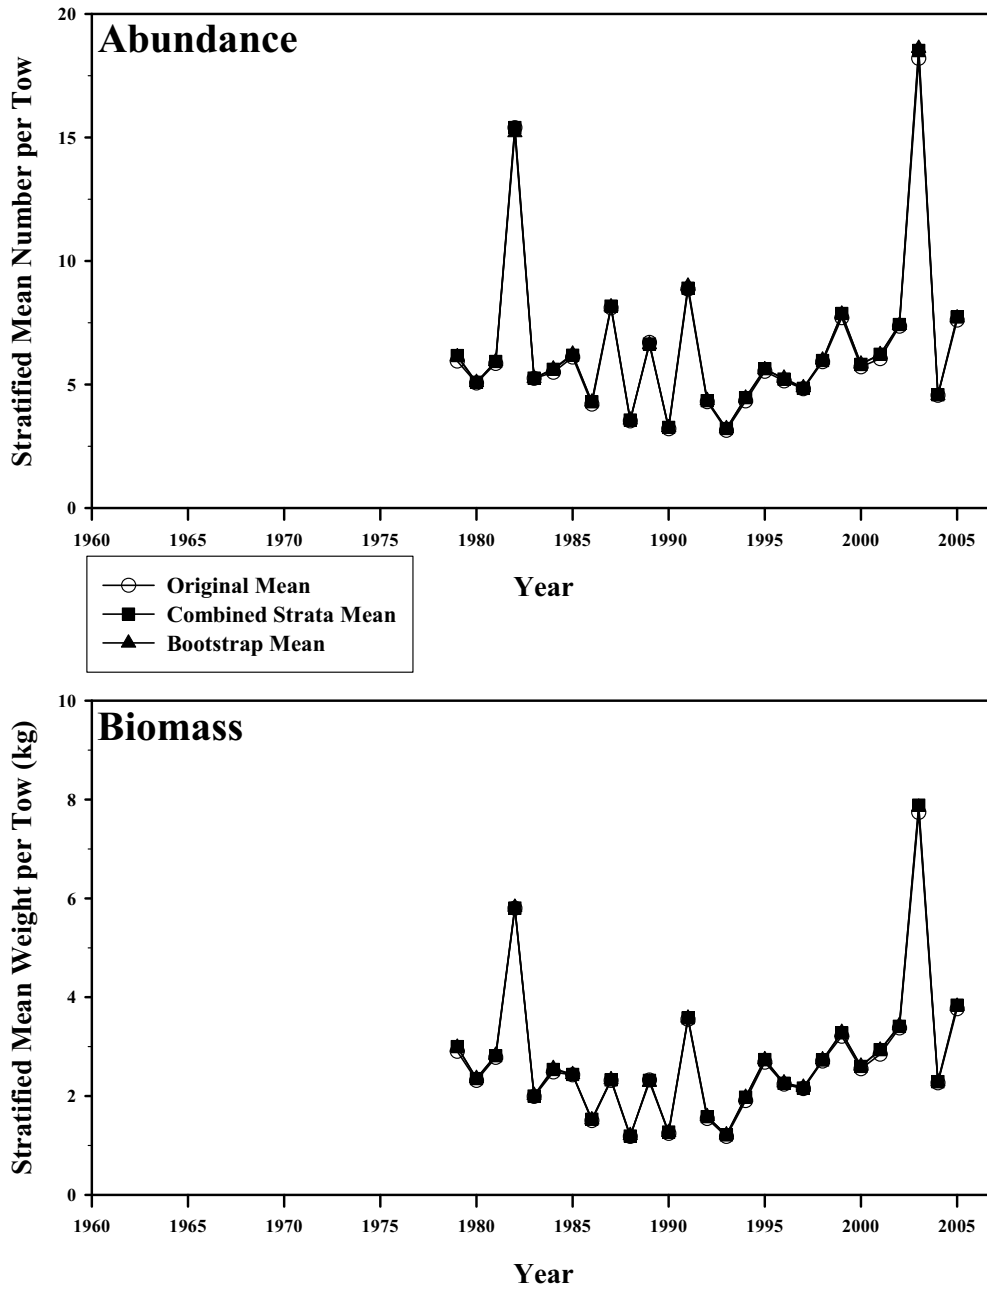 Abundance
Stratified Mean Number per Tow
20
15
10
5
0
1960 1965 1970 1975 1980 1985 1990 1995 2000 2005
Year
Original Mean
Combined Strata Mean
Bootstrap Mean
Biomass
Stratified Mean Weight per Tow (kg)
10
8
6
4
2
0
1960 1965 1970 1975 1980 1985 1990 1995 2000 2005
Year